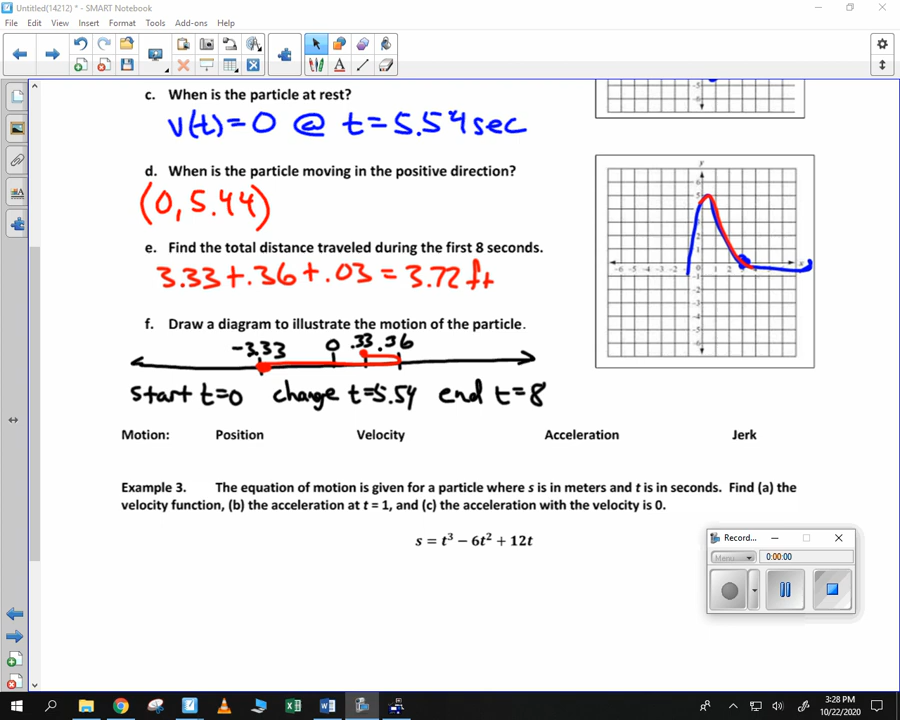 Untitled(14212) * - SMART Notebook
File Edit View Insert Format Tools Add-ons Help
c. When is the particle at rest?
v(t)=0 @ t=5.54sec
d. When is the particle moving in the positive direction?
(0, 5.44)
e. Find the total distance traveled during the first 8 seconds.
3.33+.36+.03=3.72ft
f. Draw a diagram to illustrate the motion of the particle.
-3.33 0 .33 .36
start t=0 change t=5.54 end t=8
Motion: Position Velocity Acceleration Jerk
Example 3. The equation of motion is given for a particle where s is in meters and t is in seconds. Find (a) the
velocity function, (b) the acceleration at t = 1, and (c) the acceleration with the velocity is 0.
s = t³ − 6t² + 12t
Record...
Menu
0:00:00
3:28 PM
10/22/2020